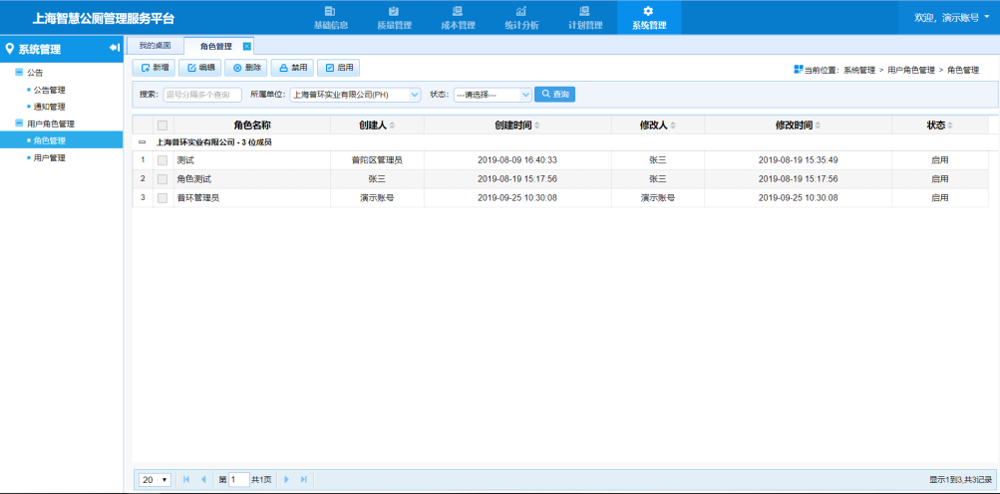 上海智慧公厕管理服务平台
基础信息 质量管理 成本管理 统计分析 计划管理 系统管理
欢迎, 演示账号
系统管理
我的桌面 角色管理
公告
公告管理
通知管理
用户角色管理
角色管理
用户管理
新增 编辑 删除 禁用 启用
当前位置: 系统管理 > 用户角色管理 > 角色管理
搜索: 逗号分隔多个查询 所属单位: 上海普环实业有限公司(PH) 状态: ---请选择--- 查询
角色名称 创建人 创建时间 修改人 修改时间 状态
上海普环实业有限公司 - 3 位成员
1 测试 普陀区管理员 2019-08-09 16:40:33 张三 2019-08-19 15:35:49 启用
2 角色测试 张三 2019-08-19 15:17:56 张三 2019-08-19 15:17:56 启用
3 普环管理员 演示账号 2019-09-25 10:30:08 演示账号 2019-09-25 10:30:08 启用
20 第 1 共1页
显示1到3,共3记录